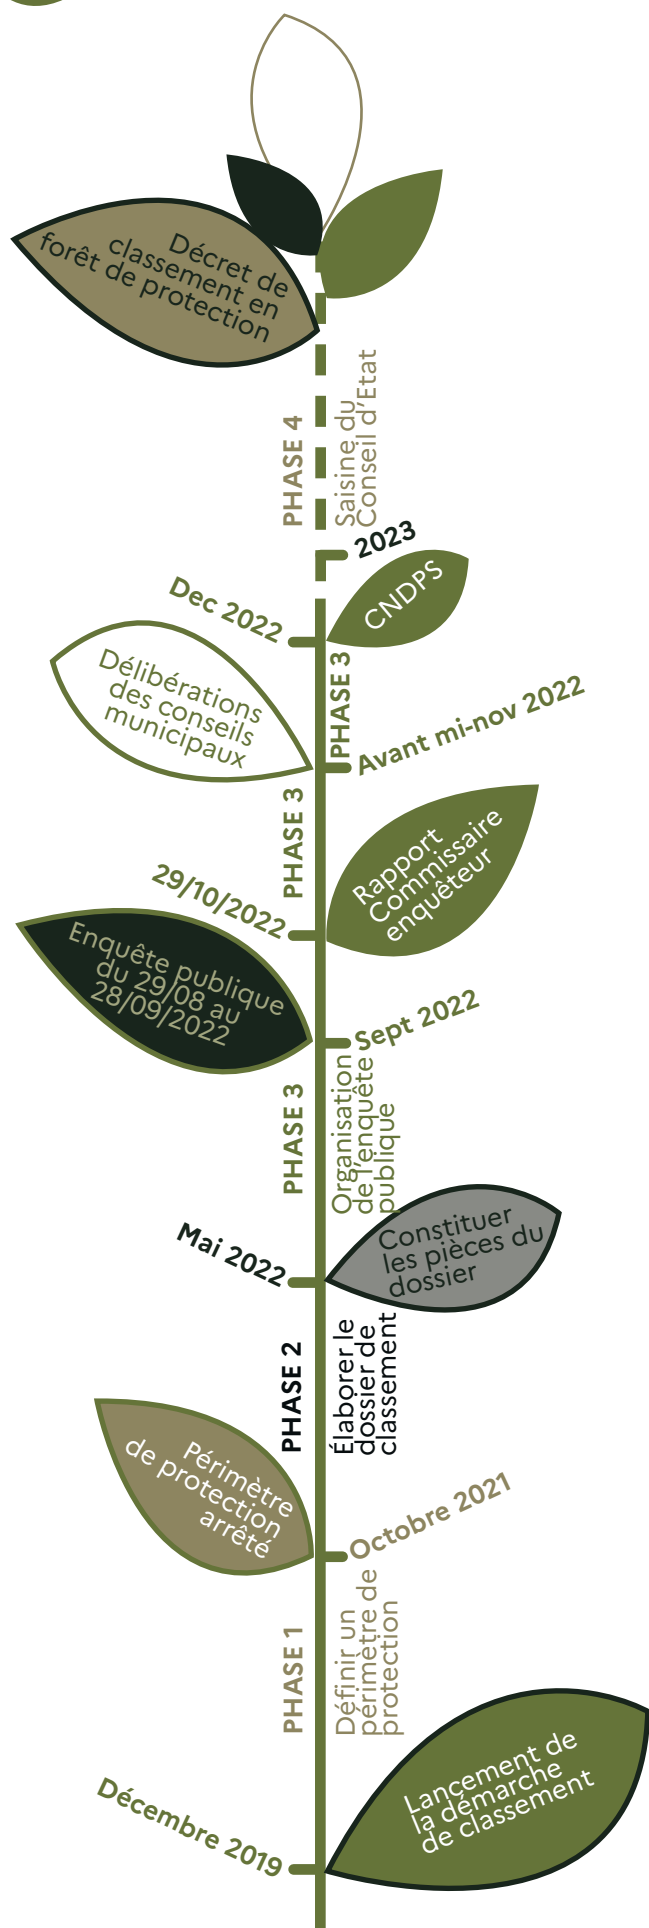 Décret de
classement en
forêt de protection
PHASE 4
Saisine du
Conseil d'Etat
2023
CNDPS
Dec 2022
PHASE 3
Délibérations
des conseils
municipaux
Avant mi-nov 2022
PHASE 3
Rapport
Commissaire
enquêteur
29/10/2022
Enquête publique
du 29/08 au
28/09/2022
Sept 2022
PHASE 3
Organisation
de l'enquête
publique
Constituer
les pièces du
dossier
Mai 2022
PHASE 2
Élaborer le
dossier de
classement
Périmètre
de protection
arrêté
Octobre 2021
PHASE 1
Définir un
périmètre de
protection
Lancement de
la démarche
de classement
Décembre 2019